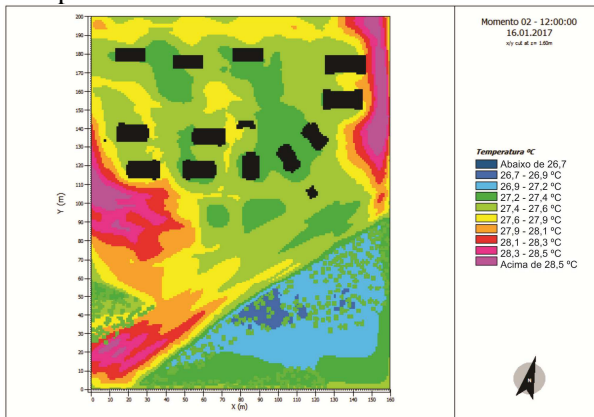 Momento 02 - 12:00:00
16.01.2017
x/y cut at z= 1.60m
Temperatura ºC
Abaixo de 26,7
26,7 - 26,9 ºC
26,9 - 27,2 ºC
27,2 - 27,4 ºC
27,4 - 27,6 ºC
27,6 - 27,9 ºC
27,9 - 28,1 ºC
28,1 - 28,3 ºC
28,3 - 28,5 ºC
Acima de 28,5 ºC
N
Y (m)
200
190
180
170
160
150
140
130
120
110
100
90
80
70
60
50
40
30
20
10
0
0 10 20 30 40 50 60 70 80 90 100 110 120 130 140 150 160
X (m)